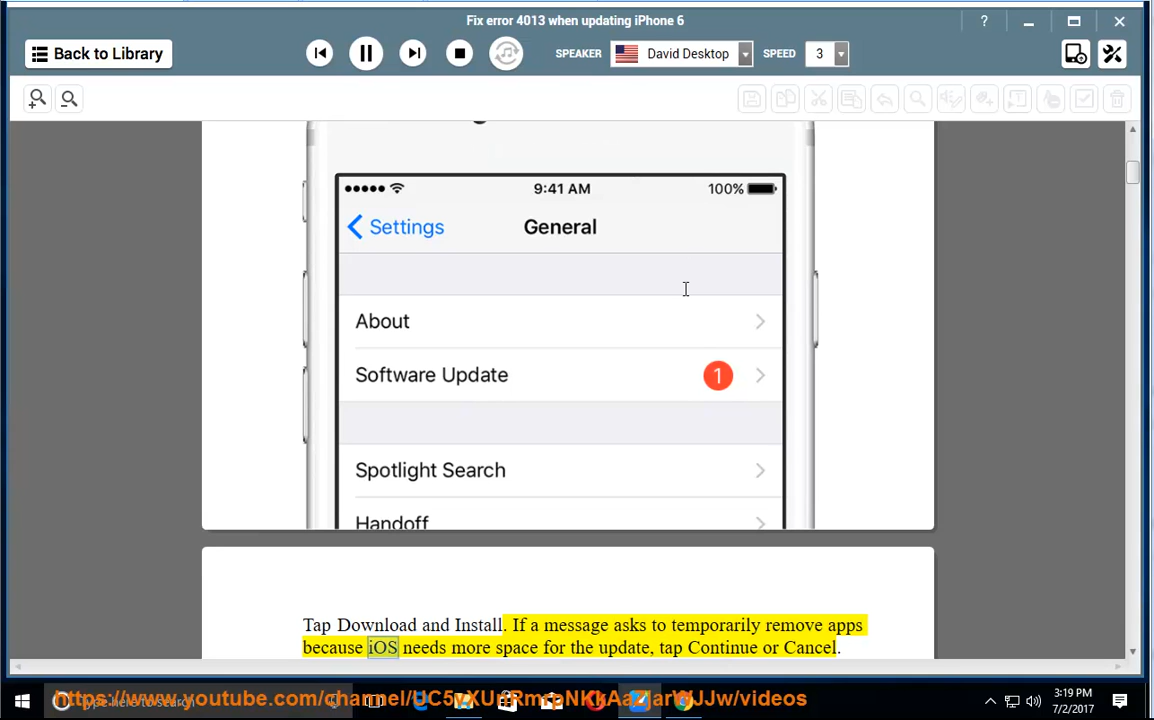 Fix error 4013 when updating iPhone 6
?
Back to Library
SPEAKER David Desktop SPEED 3
9:41 AM 100%
Settings General
About
Software Update 1
Spotlight Search
Handoff
Tap Download and Install. If a message asks to temporarily remove apps
because iOS needs more space for the update, tap Continue or Cancel.
3:19 PM
7/2/2017